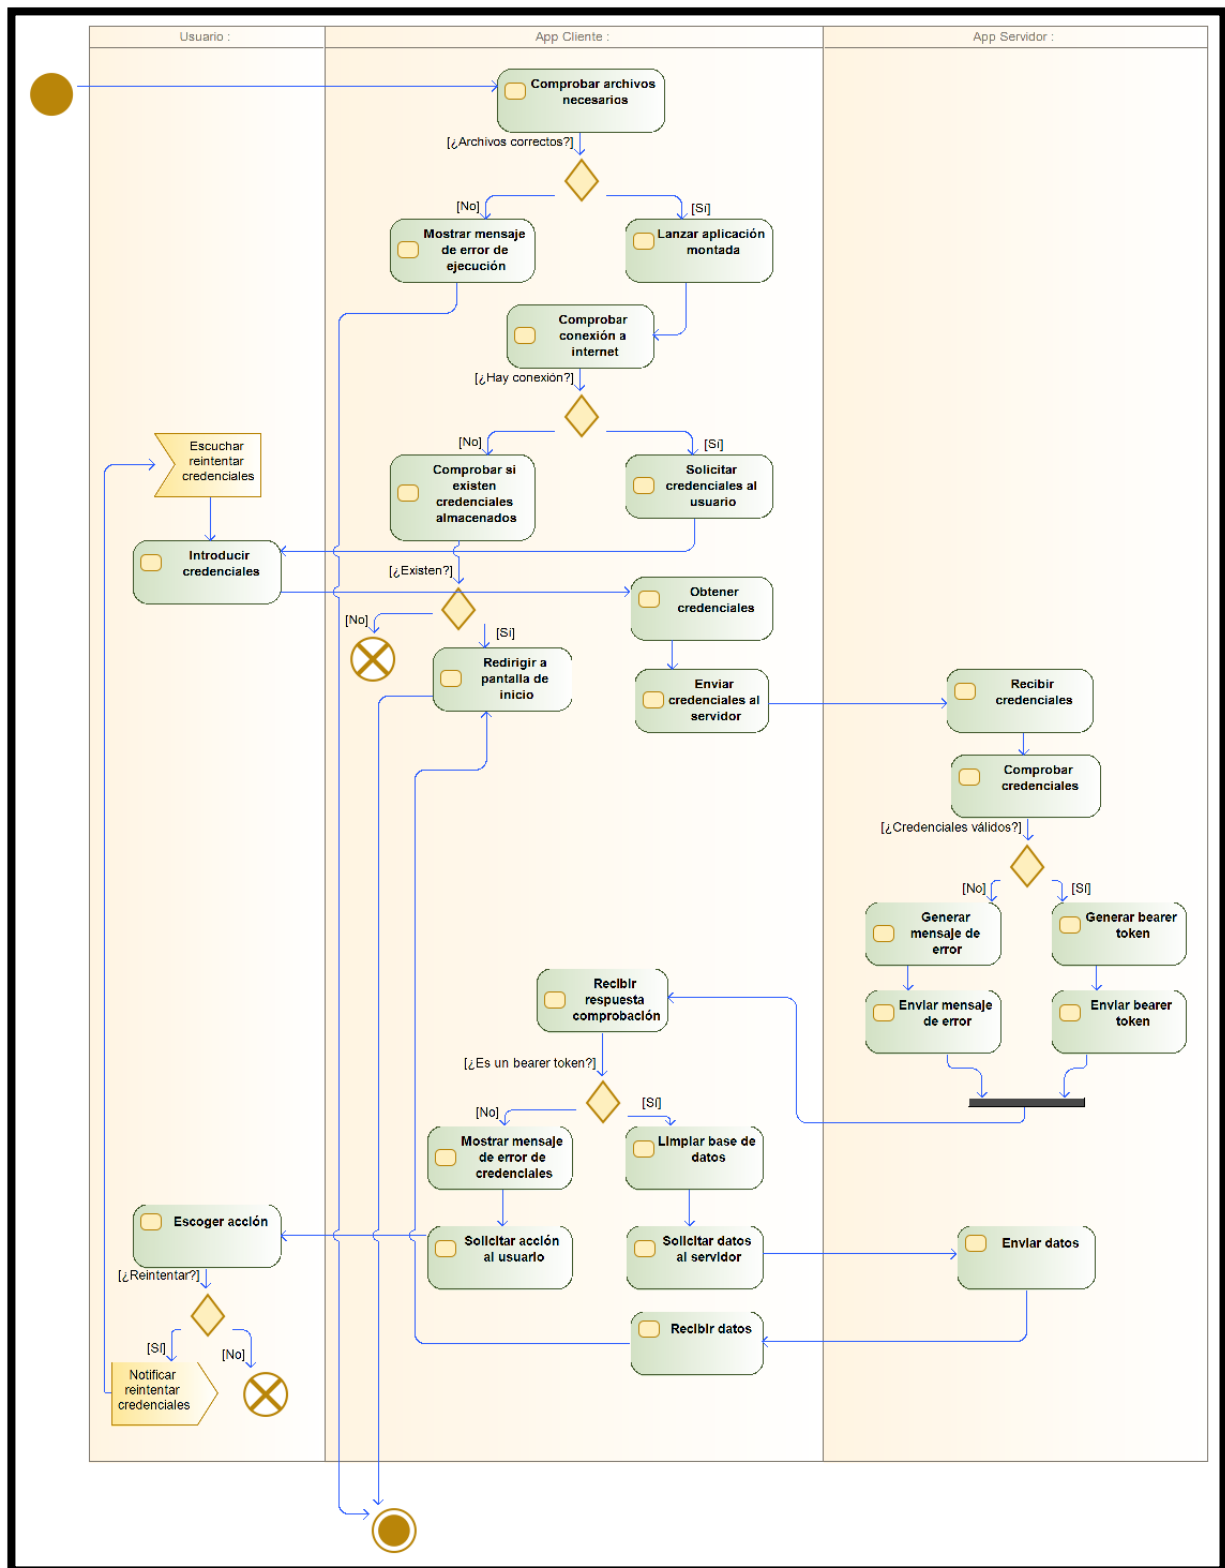 Usuario :
App Cliente :
App Servidor :
Comprobar archivos
necesarios
[¿Archivos correctos?]
[No]
[Sí]
Mostrar mensaje
de error de
ejecución
Lanzar aplicación
montada
Comprobar
conexión a
internet
[¿Hay conexión?]
[No]
[Sí]
Escuchar
reintentar
credenciales
Comprobar si
existen
credenciales
almacenados
Solicitar
credenciales al
usuario
Introducir
credenciales
[¿Existen?]
Obtener
credenciales
[No]
[Sí]
Redirigir a
pantalla de
inicio
Enviar
credenciales al
servidor
Recibir
credenciales
Comprobar
credenciales
[¿Credenciales válidos?]
[No]
[Sí]
Generar
mensaje de
error
Generar bearer
token
Recibir
respuesta
comprobación
Enviar mensaje
de error
Enviar bearer
token
[¿Es un bearer token?]
[No]
[Sí]
Mostrar mensaje
de error de
credenciales
Limpiar base de
datos
Escoger acción
Solicitar acción
al usuario
Solicitar datos
al servidor
Enviar datos
[¿Reintentar?]
[Sí]
[No]
Recibir datos
Notificar
reintentar
credenciales